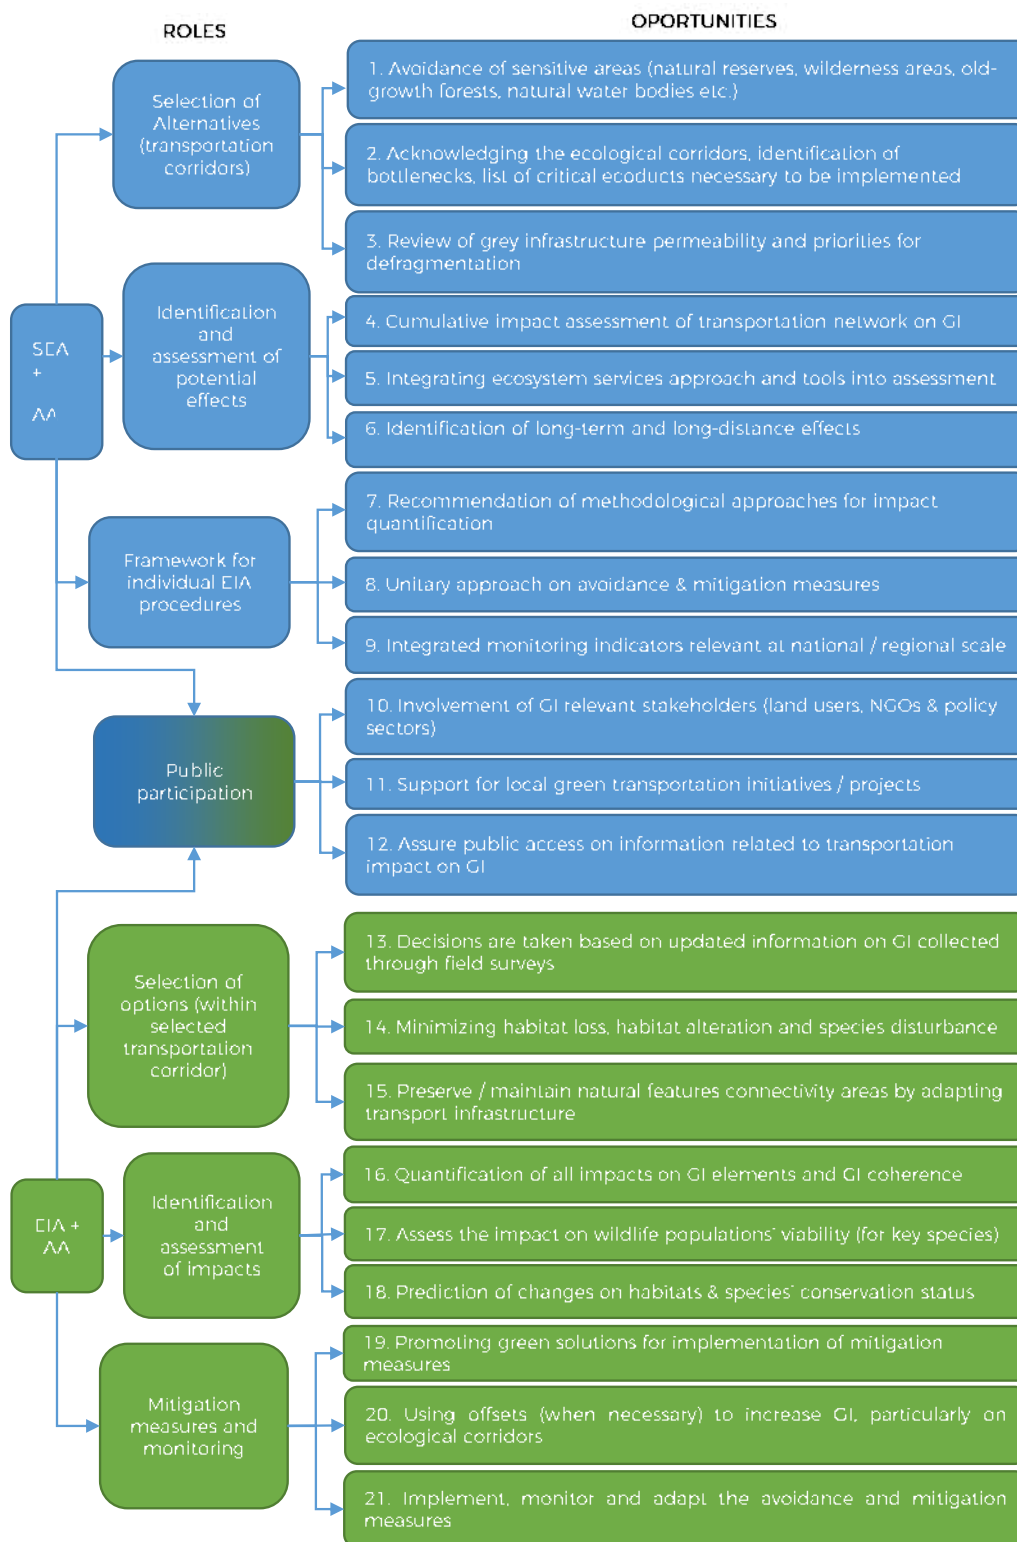 ROLES
OPORTUNITIES
SEA
+
AA
Selection of
Alternatives
(transportation
corridors)
1. Avoidance of sensitive areas (natural reserves, wilderness areas, old-
growth forests, natural water bodies etc.)
2. Acknowledging the ecological corridors, identification of
bottlenecks, list of critical ecoducts necessary to be implemented
3. Review of grey infrastructure permeability and priorities for
defragmentation
Identification
and
assessment of
potential
effects
4. Cumulative impact assessment of transportation network on GI
5. Integrating ecosystem services approach and tools into assessment
6. Identification of long-term and long-distance effects
Framework for
individual EIA
procedures
7. Recommendation of methodological approaches for impact
quantification
8. Unitary approach on avoidance & mitigation measures
9. Integrated monitoring indicators relevant at national / regional scale
Public
participation
10. Involvement of GI relevant stakeholders (land users, NGOs & policy
sectors)
11. Support for local green transportation initiatives / projects
12. Assure public access on information related to transportation
impact on GI
EIA +
AA
Selection of
options (within
selected
transportation
corridor)
13. Decisions are taken based on updated information on GI collected
through field surveys
14. Minimizing habitat loss, habitat alteration and species disturbance
15. Preserve / maintain natural features connectivity areas by adapting
transport infrastructure
Identification
and
assessment
of impacts
16. Quantification of all impacts on GI elements and GI coherence
17. Assess the impact on wildlife populations' viability (for key species)
18. Prediction of changes on habitats & species' conservation status
Mitigation
measures and
monitoring
19. Promoting green solutions for implementation of mitigation
measures
20. Using offsets (when necessary) to increase GI, particularly on
ecological corridors
21. Implement, monitor and adapt the avoidance and mitigation
measures